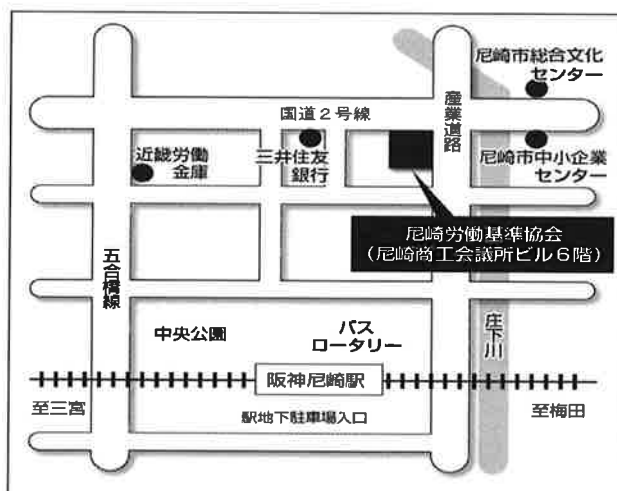 尼崎市総合文化
センター
国道2号線
産業道路
近畿労働
金庫
三井住友
銀行
尼崎市中小企業
センター
尼崎労働基準協会
(尼崎商工会議所ビル6階)
五合橋線
中央公園
バス
ロータリー
庄下川
阪神尼崎駅
至三宮
駅地下駐車場入口
至梅田